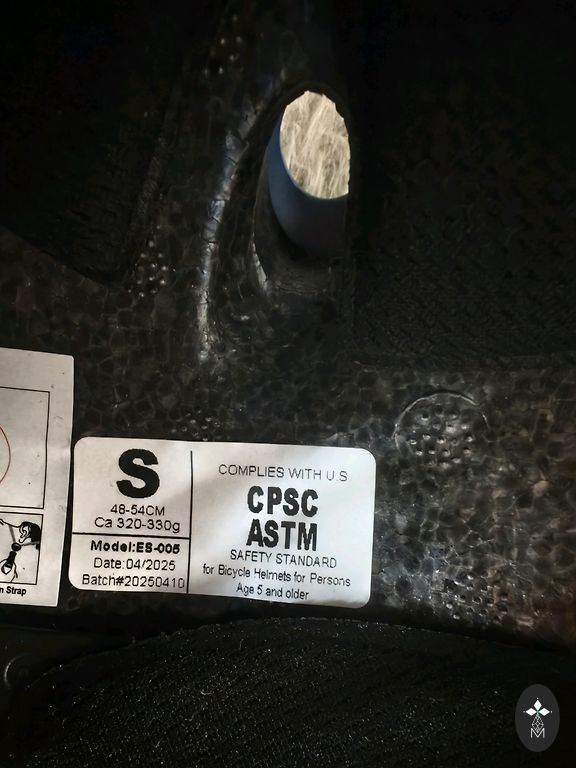 S
48-54CM
Ca 320-330g
Model:ES-005
Date:04/2025
Batch#20250410
COMPLIES WITH U.S
CPSC
ASTM
SAFETY STANDARD
for Bicycle Helmets for Persons
Age 5 and older
n Strap
M